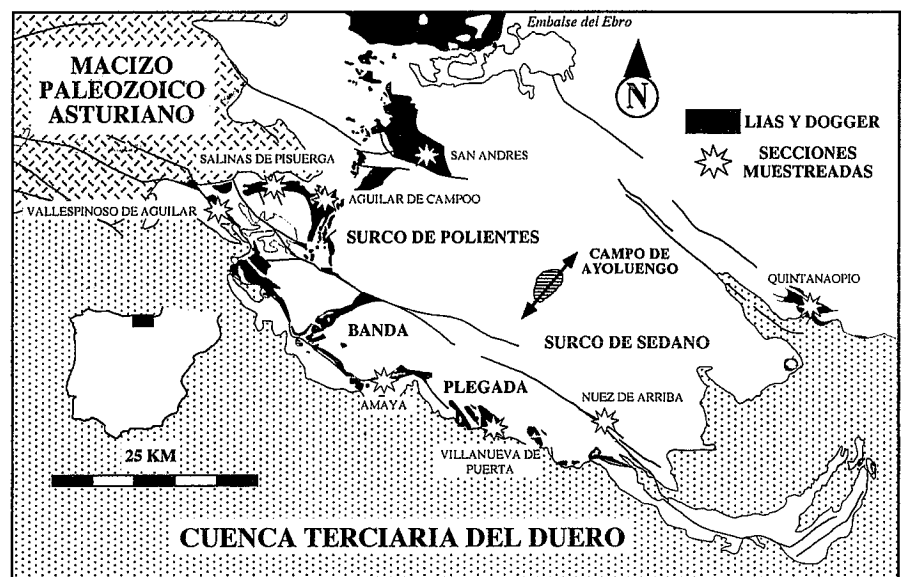 Embalse del Ebro
MACIZO
PALEOZOICO
ASTURIANO
N
LIAS Y DOGGER
SECCIONES
MUESTREADAS
SALINAS DE PISUERGA
SAN ANDRES
AGUILAR DE CAMPOO
VALLESPINOSO DE AGUILAR
SURCO DE POLIENTES
CAMPO DE
AYOLUENGO
QUINTANAOPIO
BANDA
SURCO DE SEDANO
PLEGADA
AMAYA
NUEZ DE ARRIBA
VILLANUEVA DE
PUERTA
25 KM
CUENCA TERCIARIA DEL DUERO